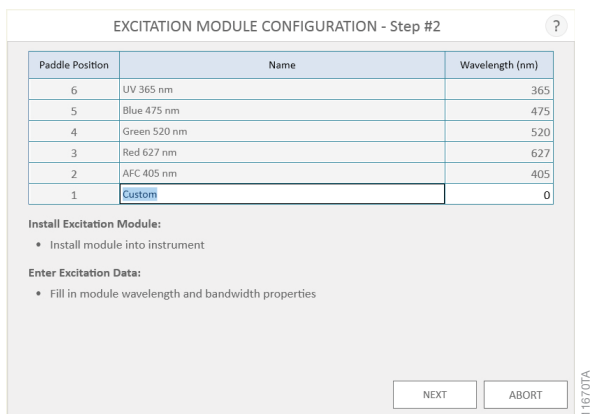 EXCITATION MODULE CONFIGURATION - Step #2 ?
Paddle Position Name Wavelength (nm)
6 UV 365 nm 365
5 Blue 475 nm 475
4 Green 520 nm 520
3 Red 627 nm 627
2 AFC 405 nm 405
1 Custom 0
Install Excitation Module:
• Install module into instrument
Enter Excitation Data:
• Fill in module wavelength and bandwidth properties
NEXT ABORT
11670TA